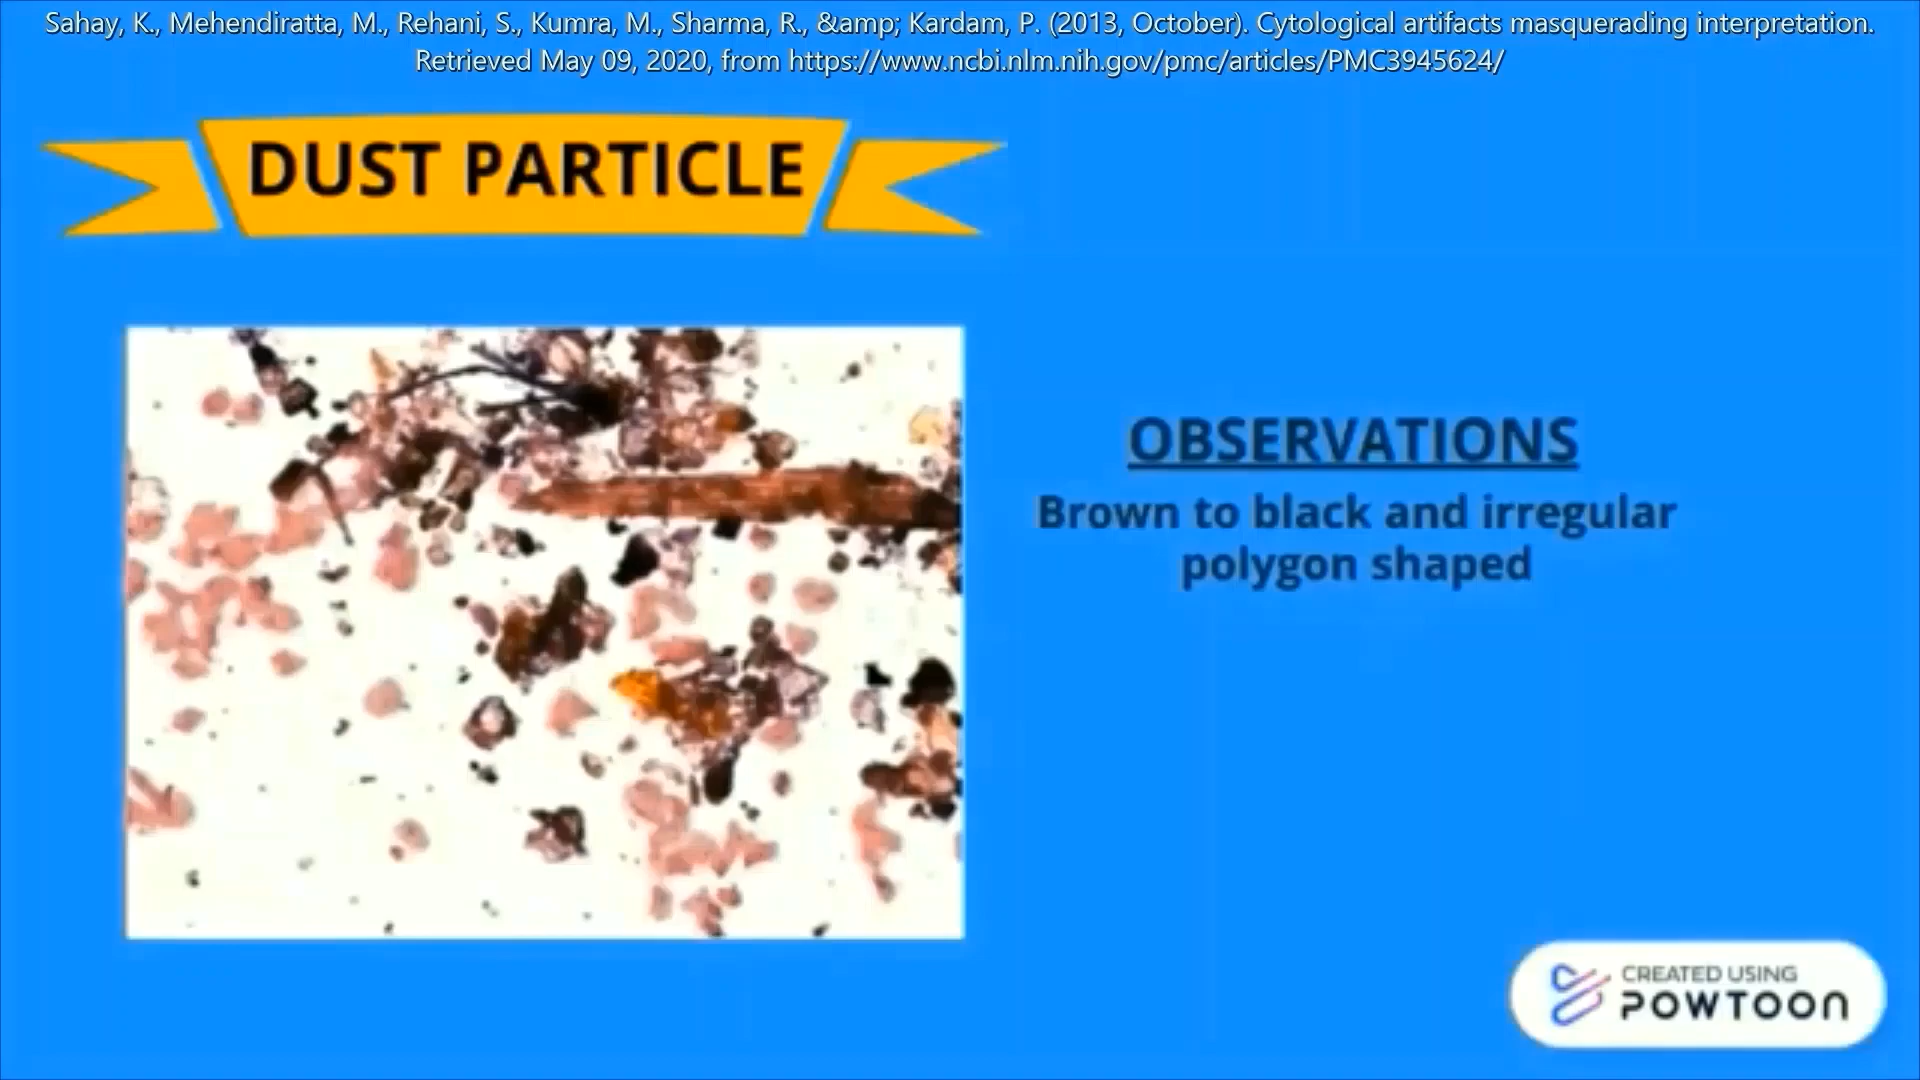 Sahay, K., Mehendiratta, M., Rehani, S., Kumra, M., Sharma, R., &amp; Kardam, P. (2013, October). Cytological artifacts masquerading interpretation.
Retrieved May 09, 2020, from https://www.ncbi.nlm.nih.gov/pmc/articles/PMC3945624/
DUST PARTICLE
OBSERVATIONS
Brown to black and irregular
polygon shaped
CREATED USING
POWTOON